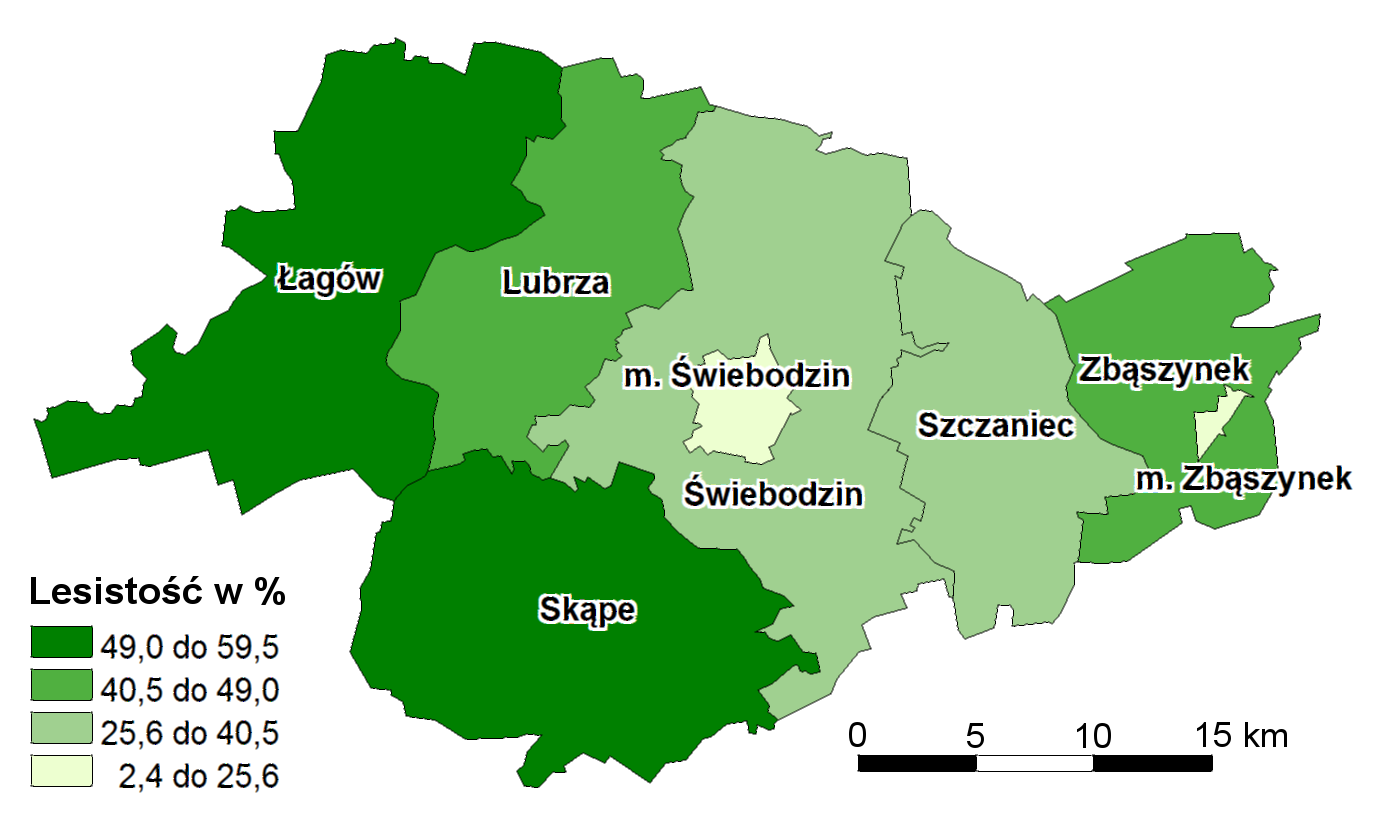 Łagów
Lubrza
m. Świebodzin
Zbąszynek
Szczaniec
m. Zbąszynek
Świebodzin
Skąpe
Lesistość w %
49,0 do 59,5
40,5 do 49,0
25,6 do 40,5
2,4 do 25,6
0 5 10 15 km